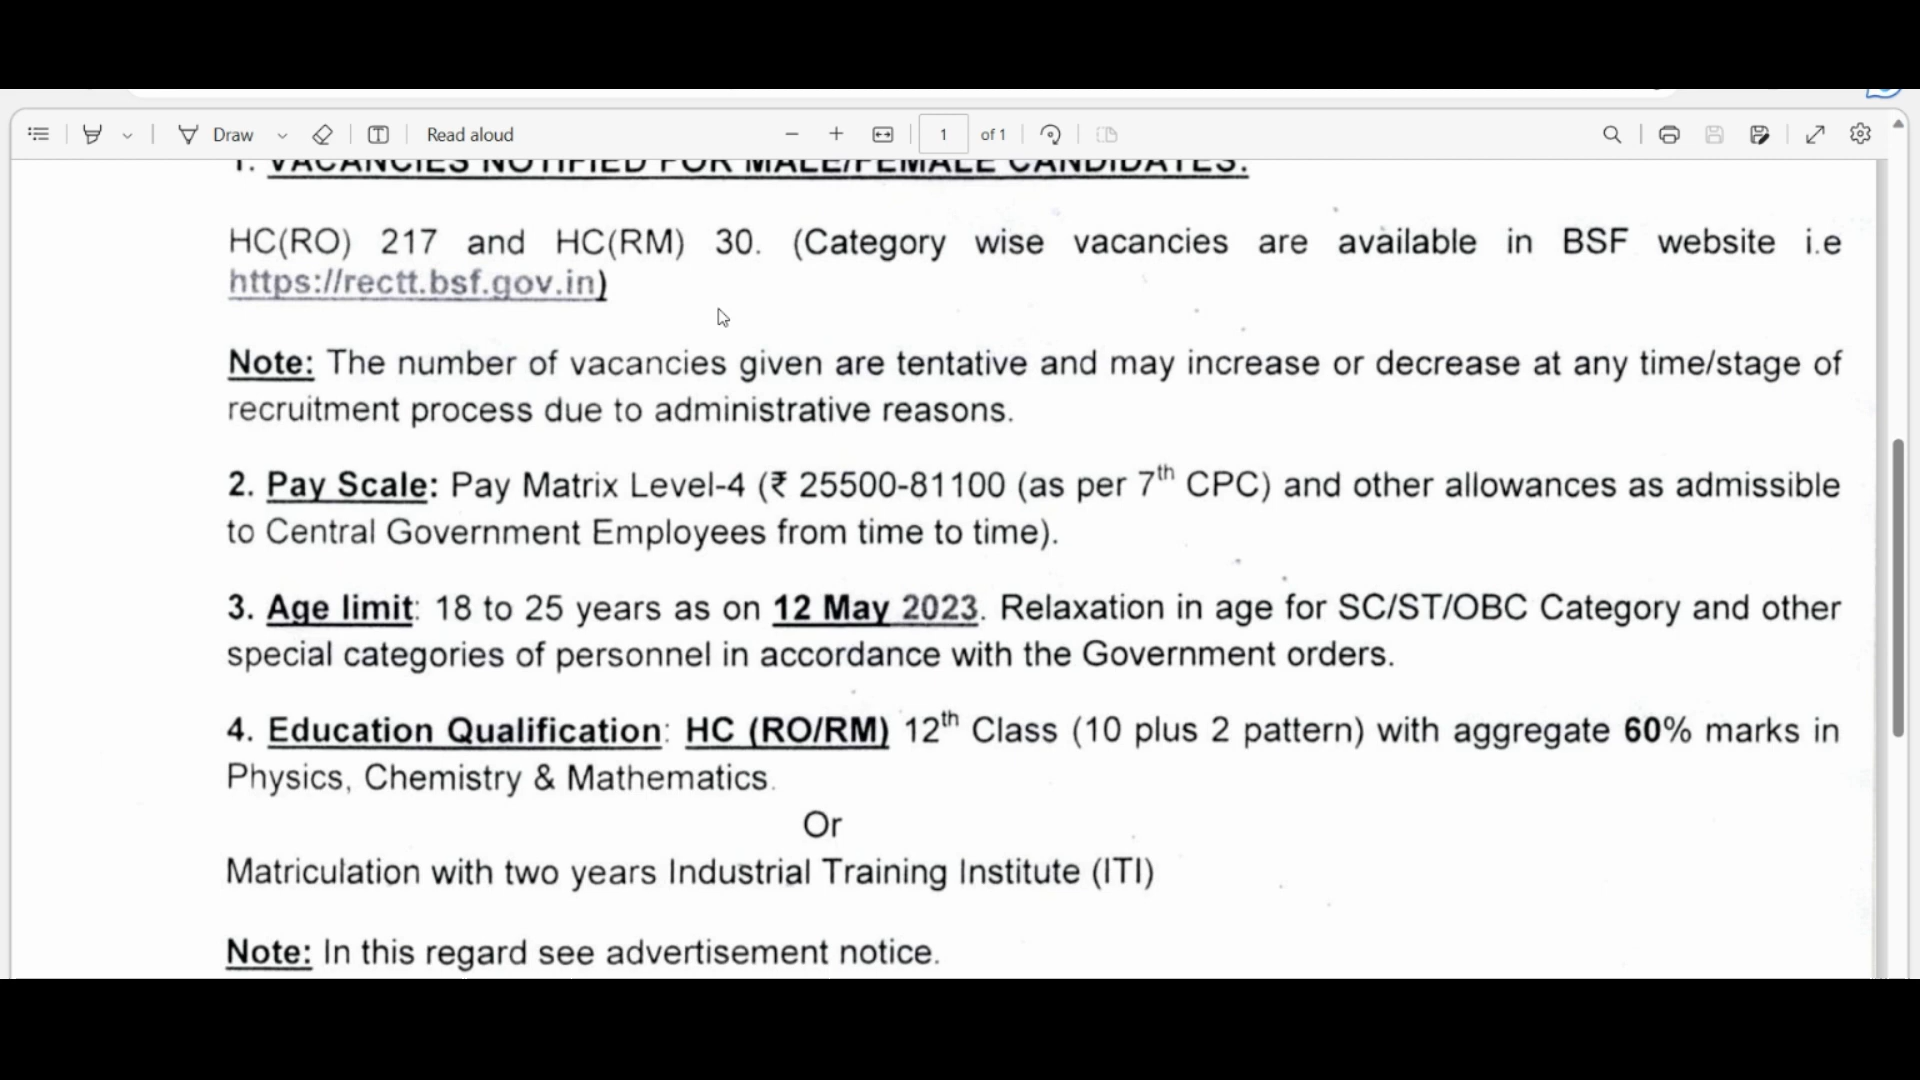 Draw
Read aloud
1
of 1
1. VACANCIES NOTIFIED FOR MALE/FEMALE CANDIDATES:
HC(RO) 217 and HC(RM) 30. (Category wise vacancies are available in BSF website i.e
https://rectt.bsf.gov.in)
Note: The number of vacancies given are tentative and may increase or decrease at any time/stage of
recruitment process due to administrative reasons.
2. Pay Scale: Pay Matrix Level-4 (₹ 25500-81100 (as per 7th CPC) and other allowances as admissible
to Central Government Employees from time to time).
3. Age limit: 18 to 25 years as on 12 May 2023. Relaxation in age for SC/ST/OBC Category and other
special categories of personnel in accordance with the Government orders.
4. Education Qualification: HC (RO/RM) 12th Class (10 plus 2 pattern) with aggregate 60% marks in
Physics, Chemistry & Mathematics.
Or
Matriculation with two years Industrial Training Institute (ITI)
Note: In this regard see advertisement notice.